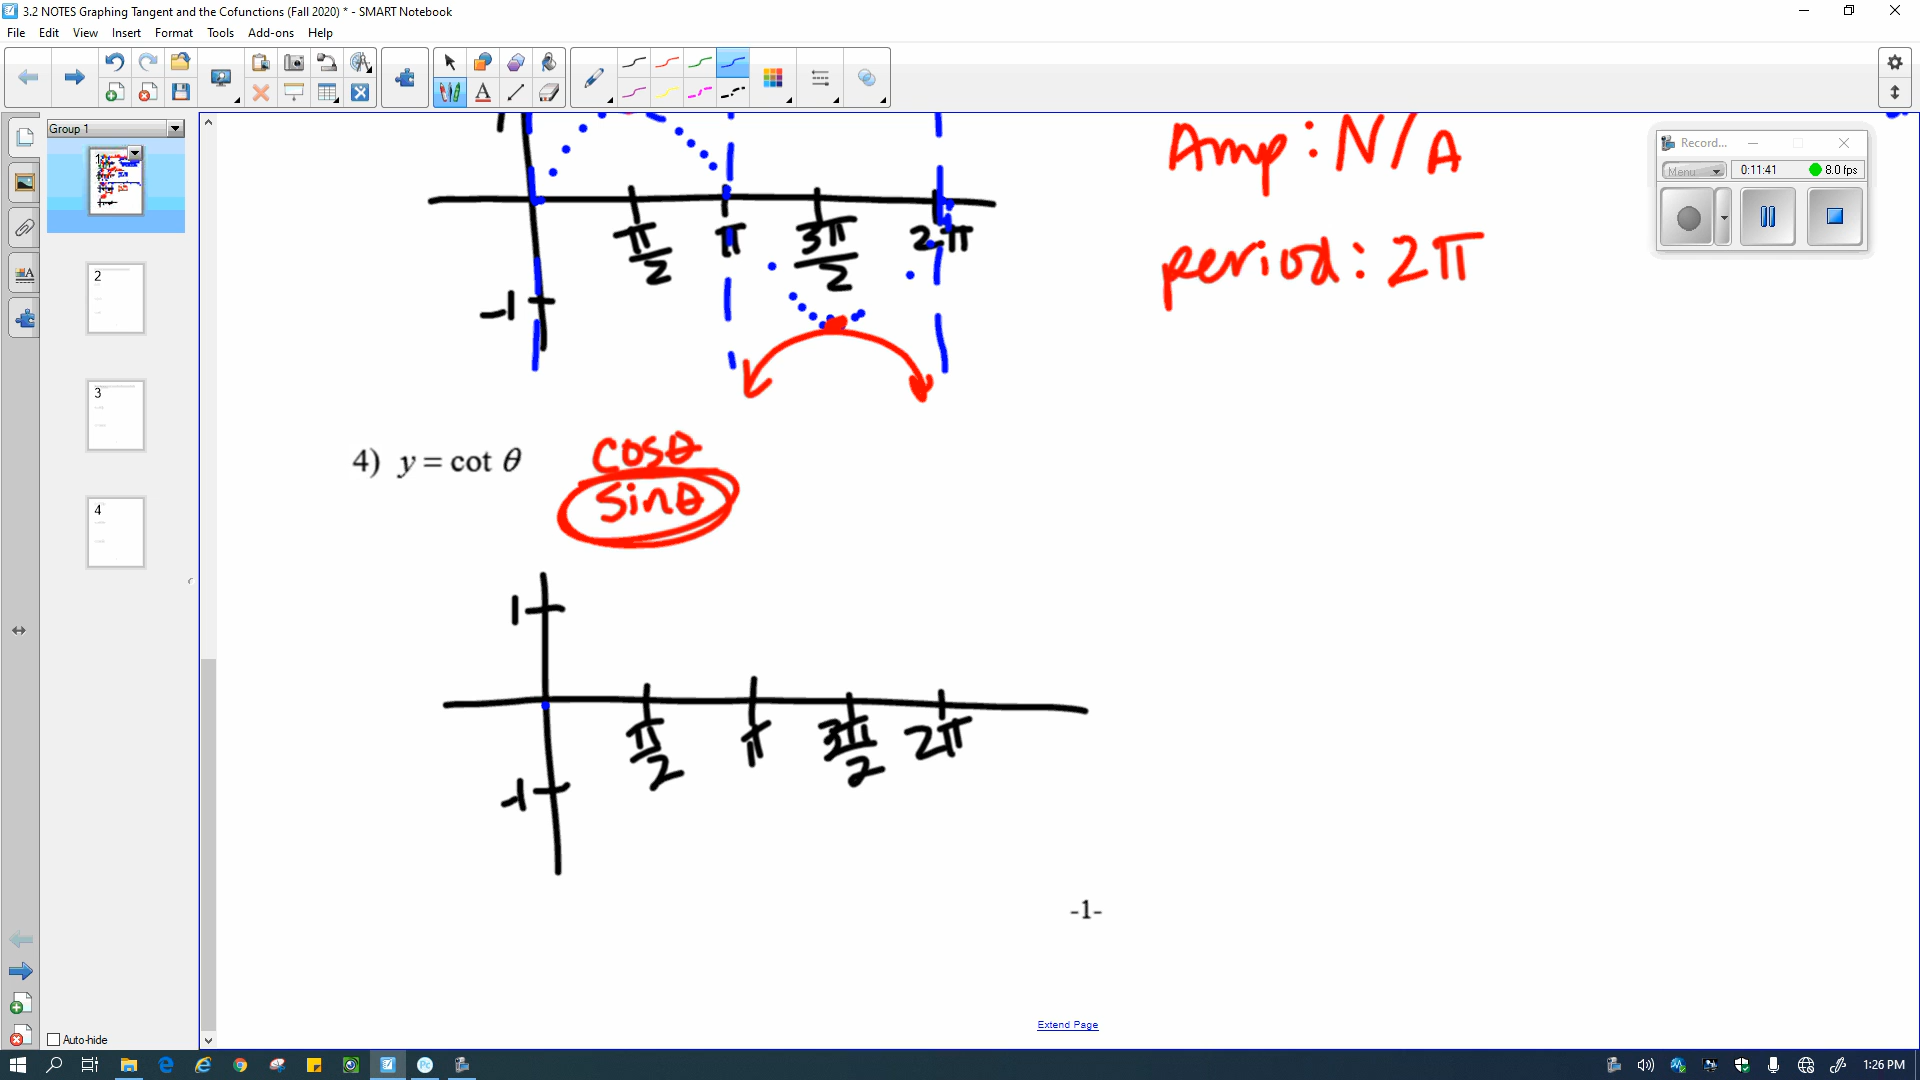 3.2 NOTES Graphing Tangent and the Cofunctions (Fall 2020) * - SMART Notebook
File Edit View Insert Format Tools Add-ons Help
Group 1
1
2
3
4
Auto-hide
Record...
Menu 0:11:41 8.0 fps
Amp: N/A
period: 2π
π/2 π 3π/2 2π
-1
4) y = cot θ
cosθ
sinθ
1
π/2 π 3π/2 2π
-1
-1-
Extend Page
1:26 PM